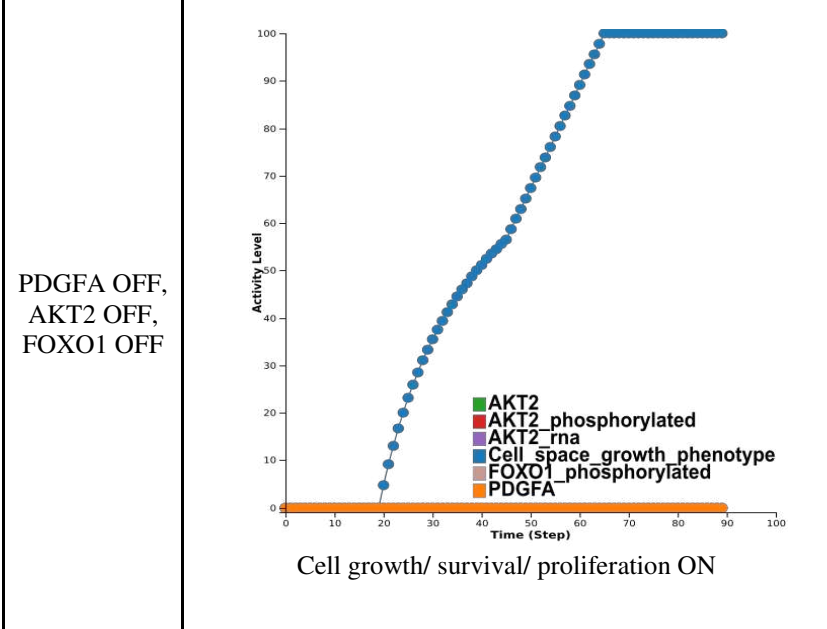 PDGFA OFF,
AKT2 OFF,
FOXO1 OFF
100
90
80
70
60
50
40
30
20
10
0
Activity Level
AKT2
AKT2_phosphorylated
AKT2_rna
Cell_space_growth_phenotype
FOXO1_phosphorylated
PDGFA
0 10 20 30 40 50 60 70 80 90 100
Time (Step)
Cell growth/ survival/ proliferation ON